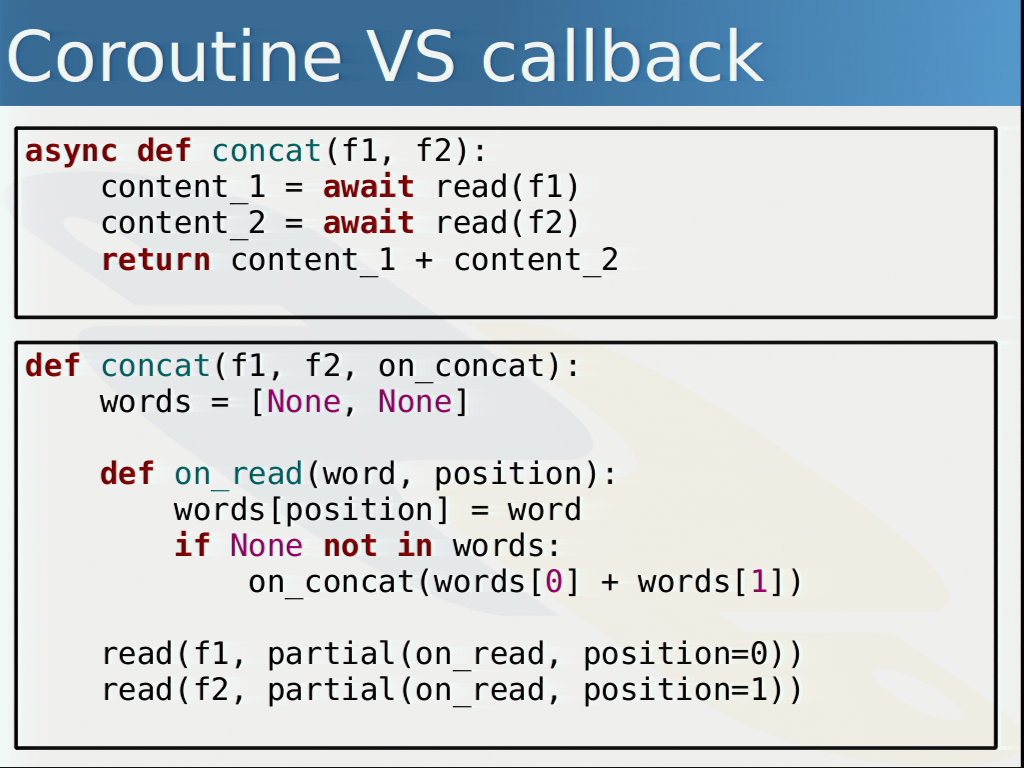 Coroutine VS callback
async def concat(f1, f2):
    content_1 = await read(f1)
    content_2 = await read(f2)
    return content_1 + content_2
def concat(f1, f2, on_concat):
    words = [None, None]
    def on_read(word, position):
        words[position] = word
        if None not in words:
            on_concat(words[0] + words[1])
    read(f1, partial(on_read, position=0))
    read(f2, partial(on_read, position=1))